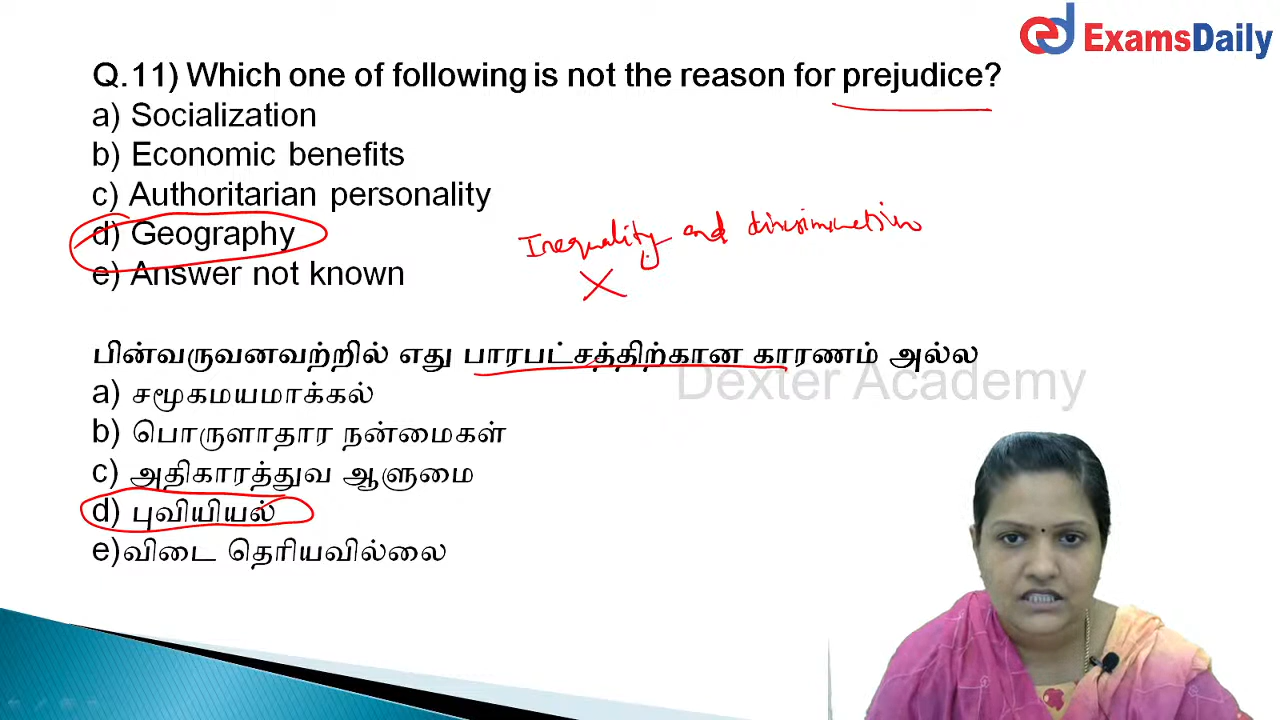 ed ExamsDaily
Q.11) Which one of following is not the reason for prejudice?
a) Socialization
b) Economic benefits
c) Authoritarian personality
d) Geography
Inequality and discrimination
e) Answer not known
பின்வருவனவற்றில் எது பாரபட்சத்திற்கான காரணம் அல்ல
Dexter Academy
a) சமூகமயமாக்கல்
b) பொருளாதார நன்மைகள்
c) அதிகாரத்துவ ஆளுமை
d) புவியியல்
e)விடை தெரியவில்லை